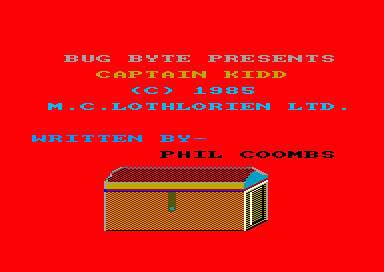 BUG BYTE PRESENTS
CAPTAIN KIDD
(C) 1985
M.C.LOTHLORIEN LTD.
WRITTEN BY-
PHIL COOMBS